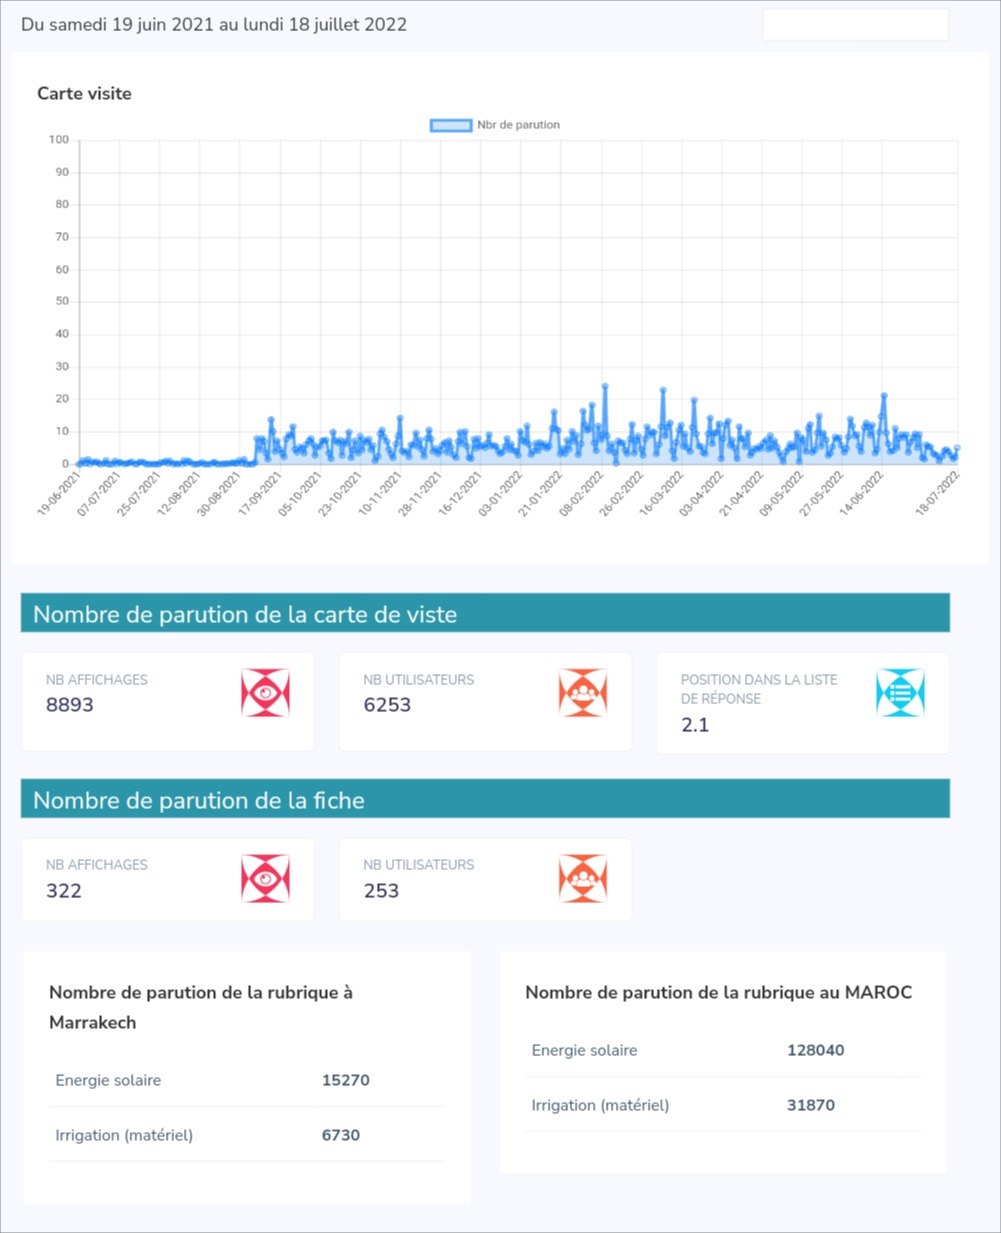 Du samedi 19 juin 2021 au lundi 18 juillet 2022
Carte visite
Nbr de parution
100
90
80
70
60
50
40
30
20
10
0
19-06-2021
07-07-2021
25-07-2021
12-08-2021
30-08-2021
17-09-2021
05-10-2021
23-10-2021
10-11-2021
28-11-2021
16-12-2021
03-01-2022
21-01-2022
08-02-2022
26-02-2022
16-03-2022
03-04-2022
21-04-2022
09-05-2022
27-05-2022
14-06-2022
18-07-2022
Nombre de parution de la carte de viste
NB AFFICHAGES
8893
NB UTILISATEURS
6253
POSITION DANS LA LISTE
DE RÉPONSE
2.1
Nombre de parution de la fiche
NB AFFICHAGES
322
NB UTILISATEURS
253
Nombre de parution de la rubrique à
Marrakech
Energie solaire 15270
Irrigation (matériel) 6730
Nombre de parution de la rubrique au MAROC
Energie solaire 128040
Irrigation (matériel) 31870